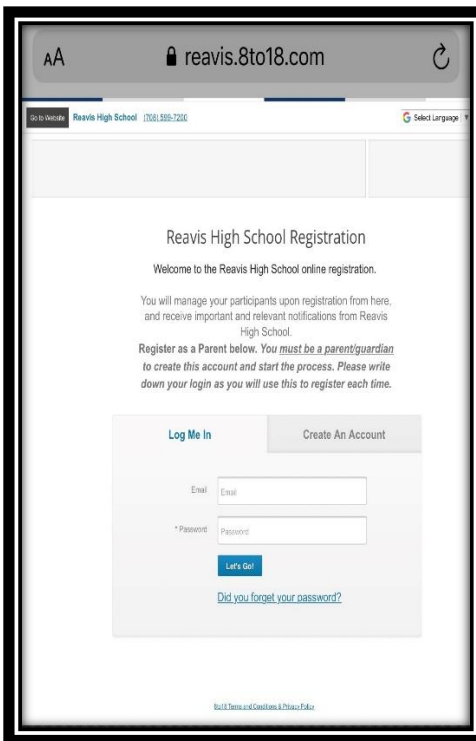 AA reavis.8to18.com
Go to Website Reavis High School (708) 599-7200 Select Language
Reavis High School Registration
Welcome to the Reavis High School online registration.
You will manage your participants upon registration from here,
and receive important and relevant notifications from Reavis
High School.
Register as a Parent below. You must be a parent/guardian
to create this account and start the process. Please write
down your login as you will use this to register each time.
Log Me In Create An Account
Email Email
* Password Password
Let's Go!
Did you forget your password?
8to18 Terms and Conditions & Privacy Policy